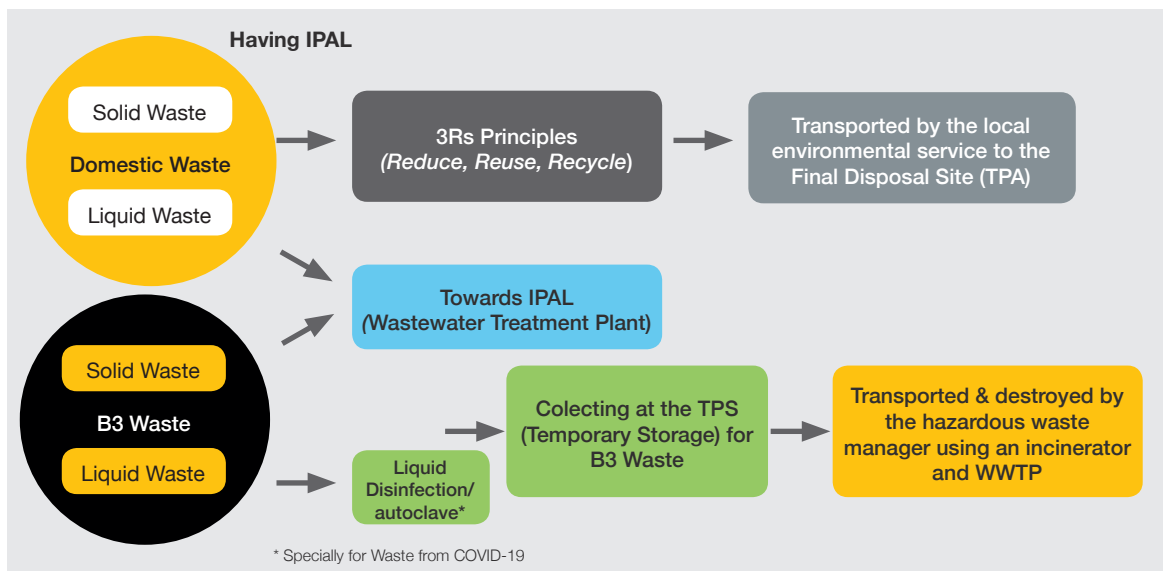 Having IPAL
Solid Waste
Domestic Waste
Liquid Waste
3Rs Principles
(Reduce, Reuse, Recycle)
Transported by the local
environmental service to the
Final Disposal Site (TPA)
Towards IPAL
(Wastewater Treatment Plant)
Solid Waste
B3 Waste
Liquid Waste
Liquid
Disinfection/
autoclave*
Colecting at the TPS
(Temporary Storage) for
B3 Waste
Transported & destroyed by
the hazardous waste
manager using an incinerator
and WWTP
* Specially for Waste from COVID-19